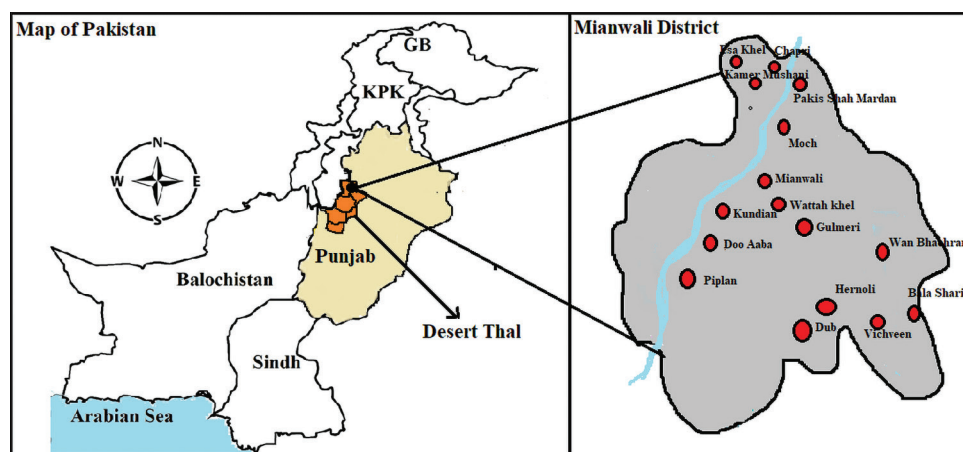 Map of Pakistan
GB
KPK
N
W
E
S
Punjab
Balochistan
Desert Thal
Sindh
Arabian Sea
Mianwali District
Esa Khel
Chapri
Kamer Mushani
Pakis Shah Mardan
Moch
Mianwali
Wattah khel
Kundian
Gulmeri
Doo Aaba
Wan Bhachran
Piplan
Hernoli
Bala Shari
Dub
Vichveen